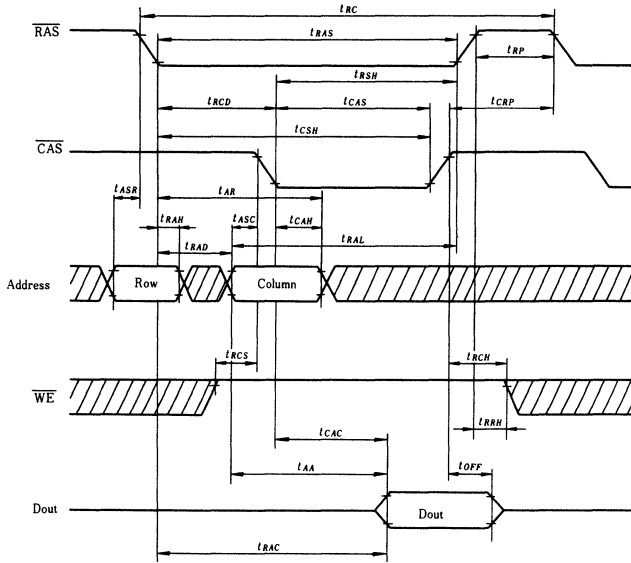 tRC
RAS
tRAS
tRP
tRSH
tRCD
tCAS
tCRP
tCSH
CAS
tASR
tAR
tRAH
tASC
tCAH
tRAD
tRAL
Address
Row
Column
tRCS
tRCH
WE
tRRH
tCAC
tAA
tOFF
Dout
Dout
tRAC